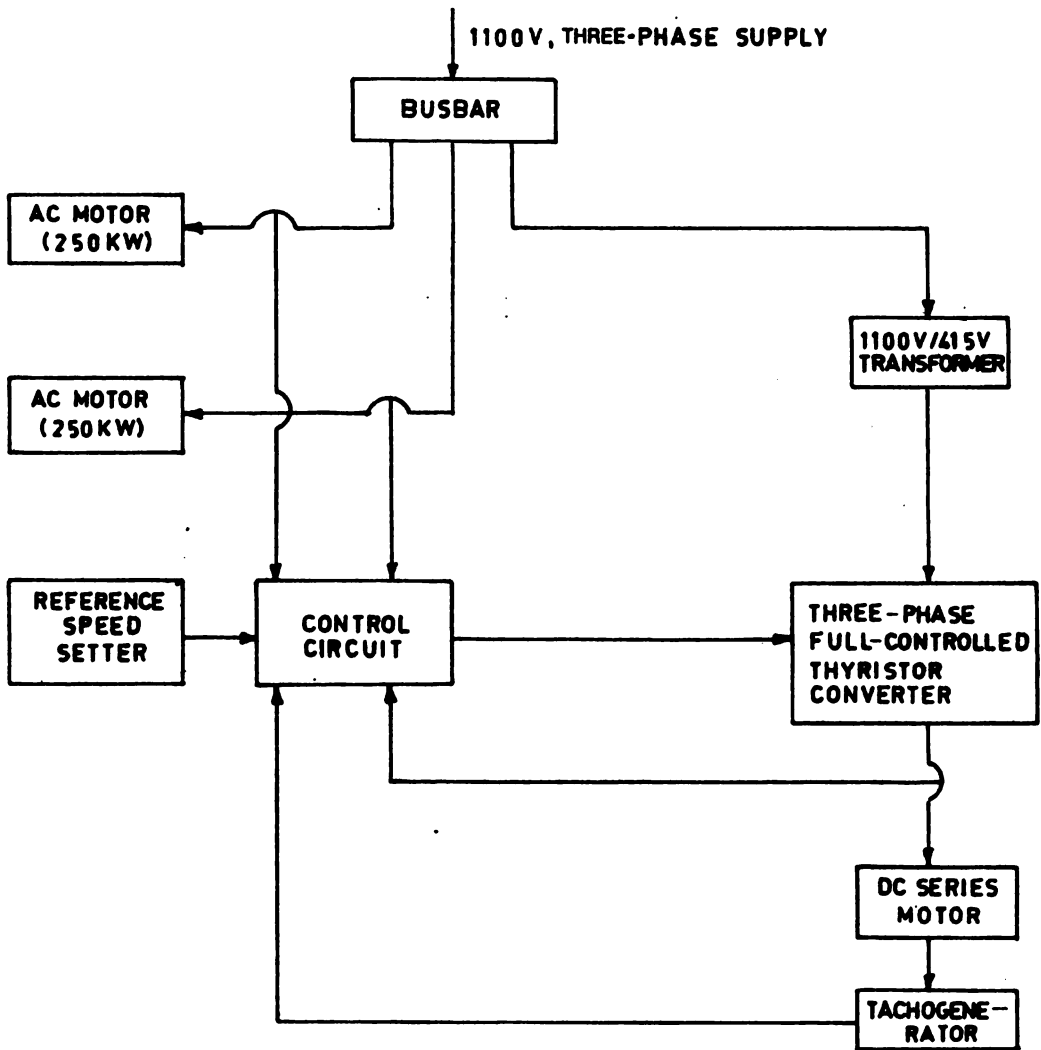 1100V, THREE-PHASE SUPPLY
BUSBAR
AC MOTOR
(250KW)
1100V/415V
TRANSFORMER
AC MOTOR
(250KW)
REFERENCE
SPEED
SETTER
CONTROL
CIRCUIT
THREE-PHASE
FULL-CONTROLLED
THYRISTOR
CONVERTER
DC SERIES
MOTOR
TACHOGENE-
RATOR